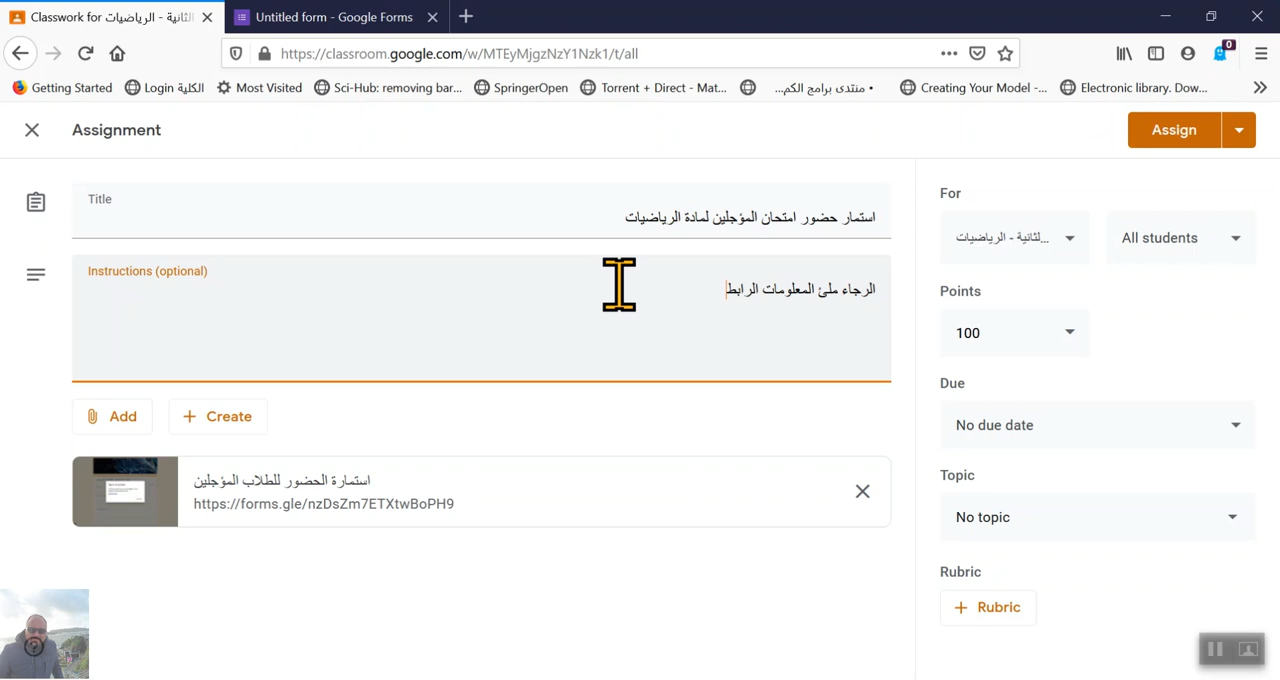 Classwork for الثانية - الرياضيات
Untitled form - Google Forms
https://classroom.google.com/w/MTEyMjgzNzY1Nzk1/t/all
0
Getting Started
Login الكلية
Most Visited
Sci-Hub: removing bar...
SpringerOpen
Torrent + Direct - Mat...
• منتدى برامج الكم...
Creating Your Model -...
Electronic library. Dow...
Assignment
Assign
Title
استمار حضور امتحان المؤجلين لمادة الرياضيات
Instructions (optional)
الرجاء ملئ المعلومات الرابط
Add
Create
استمارة الحضور للطلاب المؤجلين
https://forms.gle/nzDsZm7ETXtwBoPH9
For
لثانية - الرياضيات...
All students
Points
100
Due
No due date
Topic
No topic
Rubric
Rubric